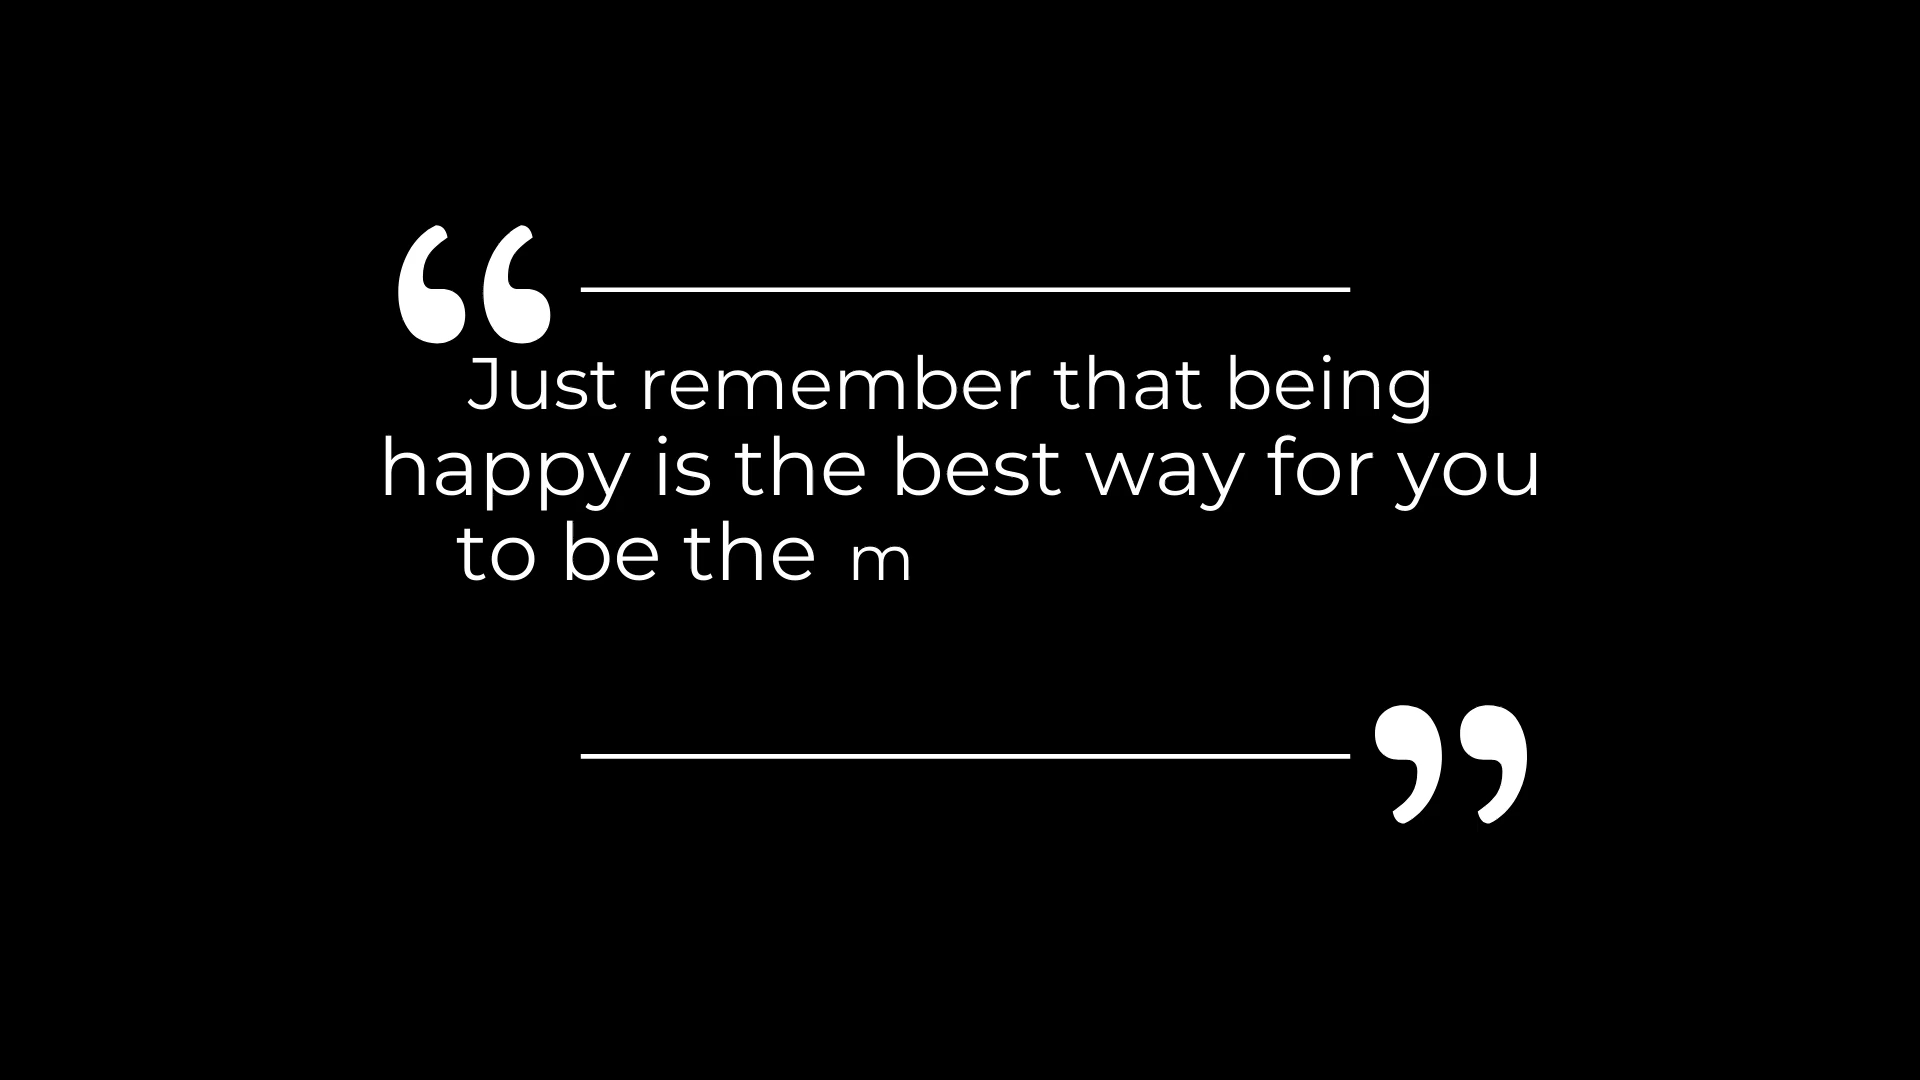 “
Just remember that being
happy is the best way for you
to be the m
”